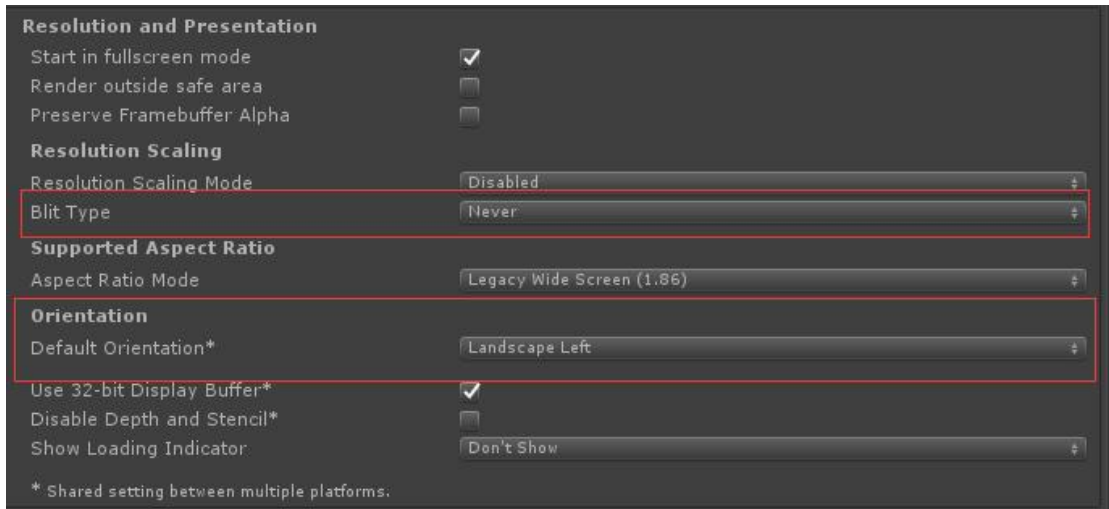 Resolution and Presentation
Start in fullscreen mode
Render outside safe area
Preserve Framebuffer Alpha
Resolution Scaling
Resolution Scaling Mode Disabled
Blit Type Never
Supported Aspect Ratio
Aspect Ratio Mode Legacy Wide Screen (1.86)
Orientation
Default Orientation* Landscape Left
Use 32-bit Display Buffer*
Disable Depth and Stencil*
Show Loading Indicator Don't Show
* Shared setting between multiple platforms.